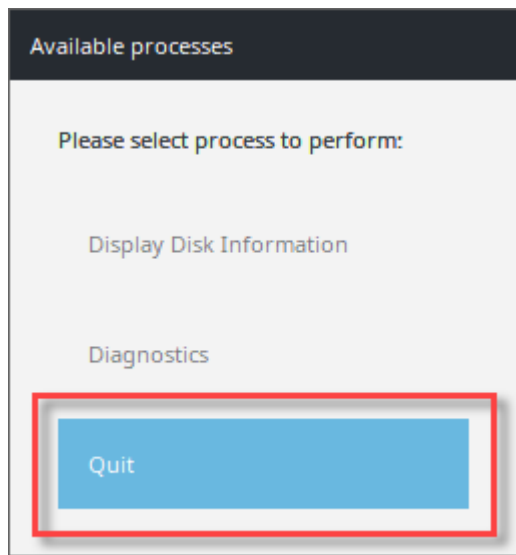 Available processes
Please select process to perform:
Display Disk Information
Diagnostics
Quit